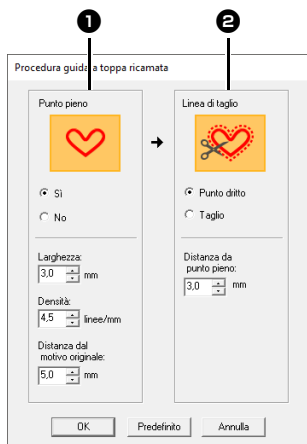 ❶ ❷
Procedura guidata toppa ricamata
Punto pieno
Sì
No
Larghezza:
3,0 mm
Densità:
4,5 linee/mm
Distanza dal
motivo originale:
5,0 mm
Linea di taglio
Punto dritto
Taglio
Distanza da
punto pieno:
3,0 mm
OK Predefinito Annulla